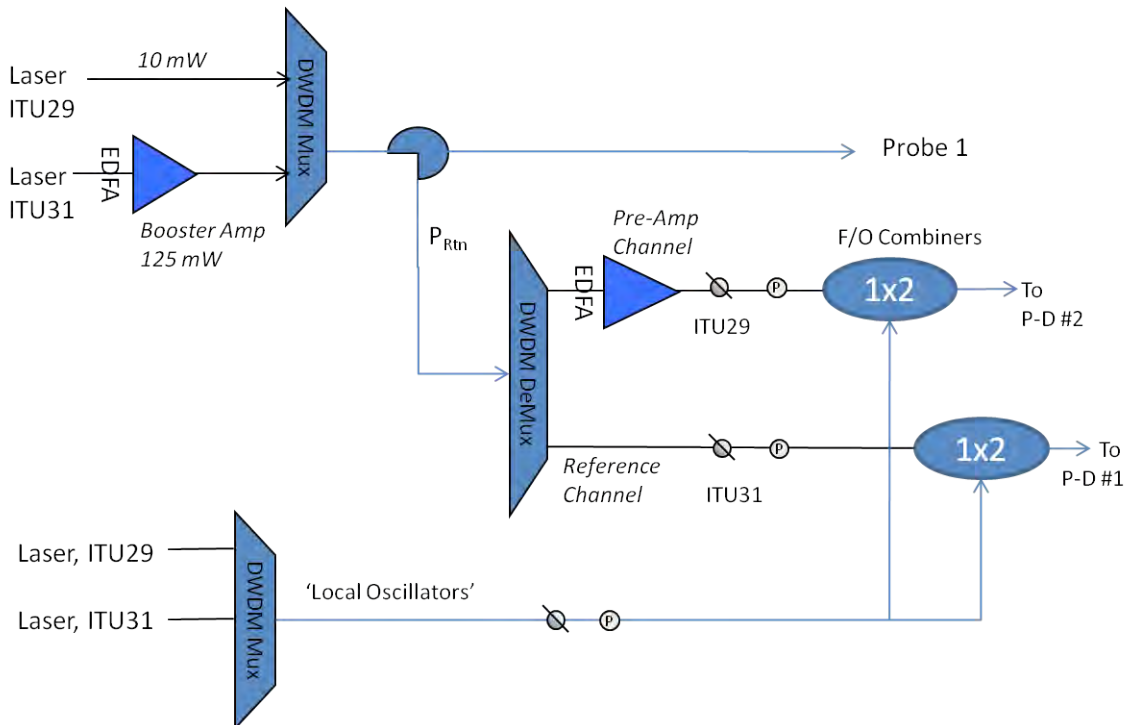 Laser
ITU29
10 mW
DWDM Mux
Laser
ITU31
EDFA
Booster Amp
125 mW
Probe 1
P_Rtn
DWDM DeMux
Pre-Amp
Channel
EDFA
ITU29
P
F/O Combiners
1x2
To
P-D #2
Reference
Channel
ITU31
P
1x2
To
P-D #1
Laser, ITU29
Laser, ITU31
DWDM Mux
'Local Oscillators'
P